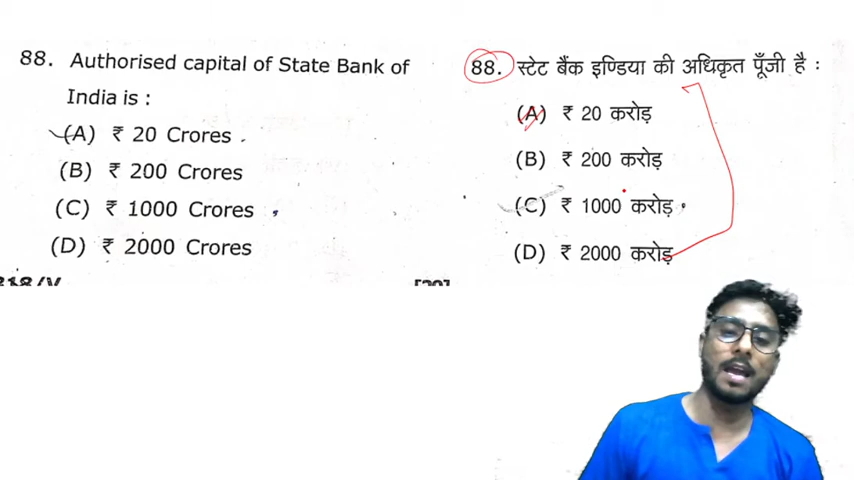 88. Authorised capital of State Bank of
India is :
(A) ₹ 20 Crores
(B) ₹ 200 Crores
(C) ₹ 1000 Crores
(D) ₹ 2000 Crores
88. स्टेट बैंक इण्डिया की अधिकृत पूँजी है :
(A) ₹ 20 करोड़
(B) ₹ 200 करोड़
(C) ₹ 1000 करोड़
(D) ₹ 2000 करोड़